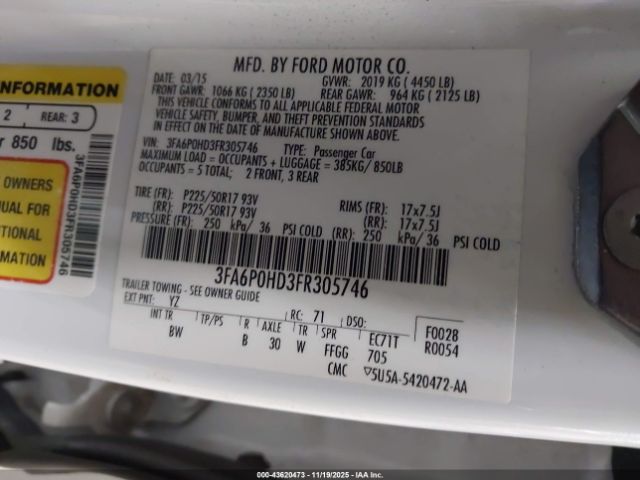 MFD. BY FORD MOTOR CO.
03/15 GVWR: 2019 KG ( 4450 LB)
FRONT GAWR: 1066 KG ( 2350 LB) REAR GAWR: 964 KG ( 2125 LB)
THIS VEHICLE CONFORMS TO ALL APPLICABLE FEDERAL MOTOR
VEHICLE SAFETY, BUMPER, AND THEFT PREVENTION STANDARDS
IN EFFECT ON THE DATE OF MANUFACTURE SHOWN ABOVE.
VIN: 3FA6P0HD3FR305746 TYPE: Passenger Car
MAXIMUM LOAD = OCCUPANTS + LUGGAGE = 385KG/ 850LB
OCCUPANTS = 5 TOTAL; 2 FRONT, 3 REAR
TIRE (FR): P225/50R17 93V RIMS (FR): 17x7.5J
(RR): P225/50R17 93V (RR): 17x7.5J
PRESSURE (FR): 250 kPa/ 36 PSI COLD (RR) 250 kPa/ 36 PSI COLD
3FA6P0HD3FR305746
TRAILER TOWING - SEE OWNER GUIDE
EXT PNT: YZ RC: 71 DSO:
INT TR TP/PS R AXLE TR SPR EC71T F0028
BW B 30 W FFGG 705 R0054
CMC ▽5U5A-5420472-AA
INFORMATION
2 REAR: 3
r 850 lbs.
OWNERS
NUAL FOR
TIONAL
RMATION
3FA6P0HD3FR305746
000-43620473 - 11/19/2025 - IAAI.COM